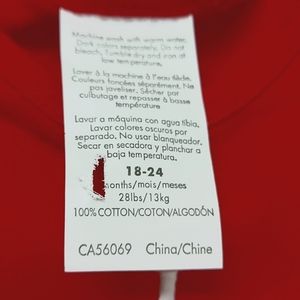 Machine wash with warm water.
Dark colors separately. Do not
bleach. Tumble dry and iron at
low temperature.
Laver à la machine à l'eau tiède.
Couleurs foncées séparément. Ne
pas javeliser. Sécher par
culbutage et repasser à basse
température
Lavar a máquina con agua tibia.
Lavar colores oscuros por
separado. No usar blanqueador.
Secar en secadora y planchar a
baja temperatura.
18-24
onths/mois/meses
28lbs/13kg
100% COTTON/COTON/ALGODÓN
CA56069 China/Chine